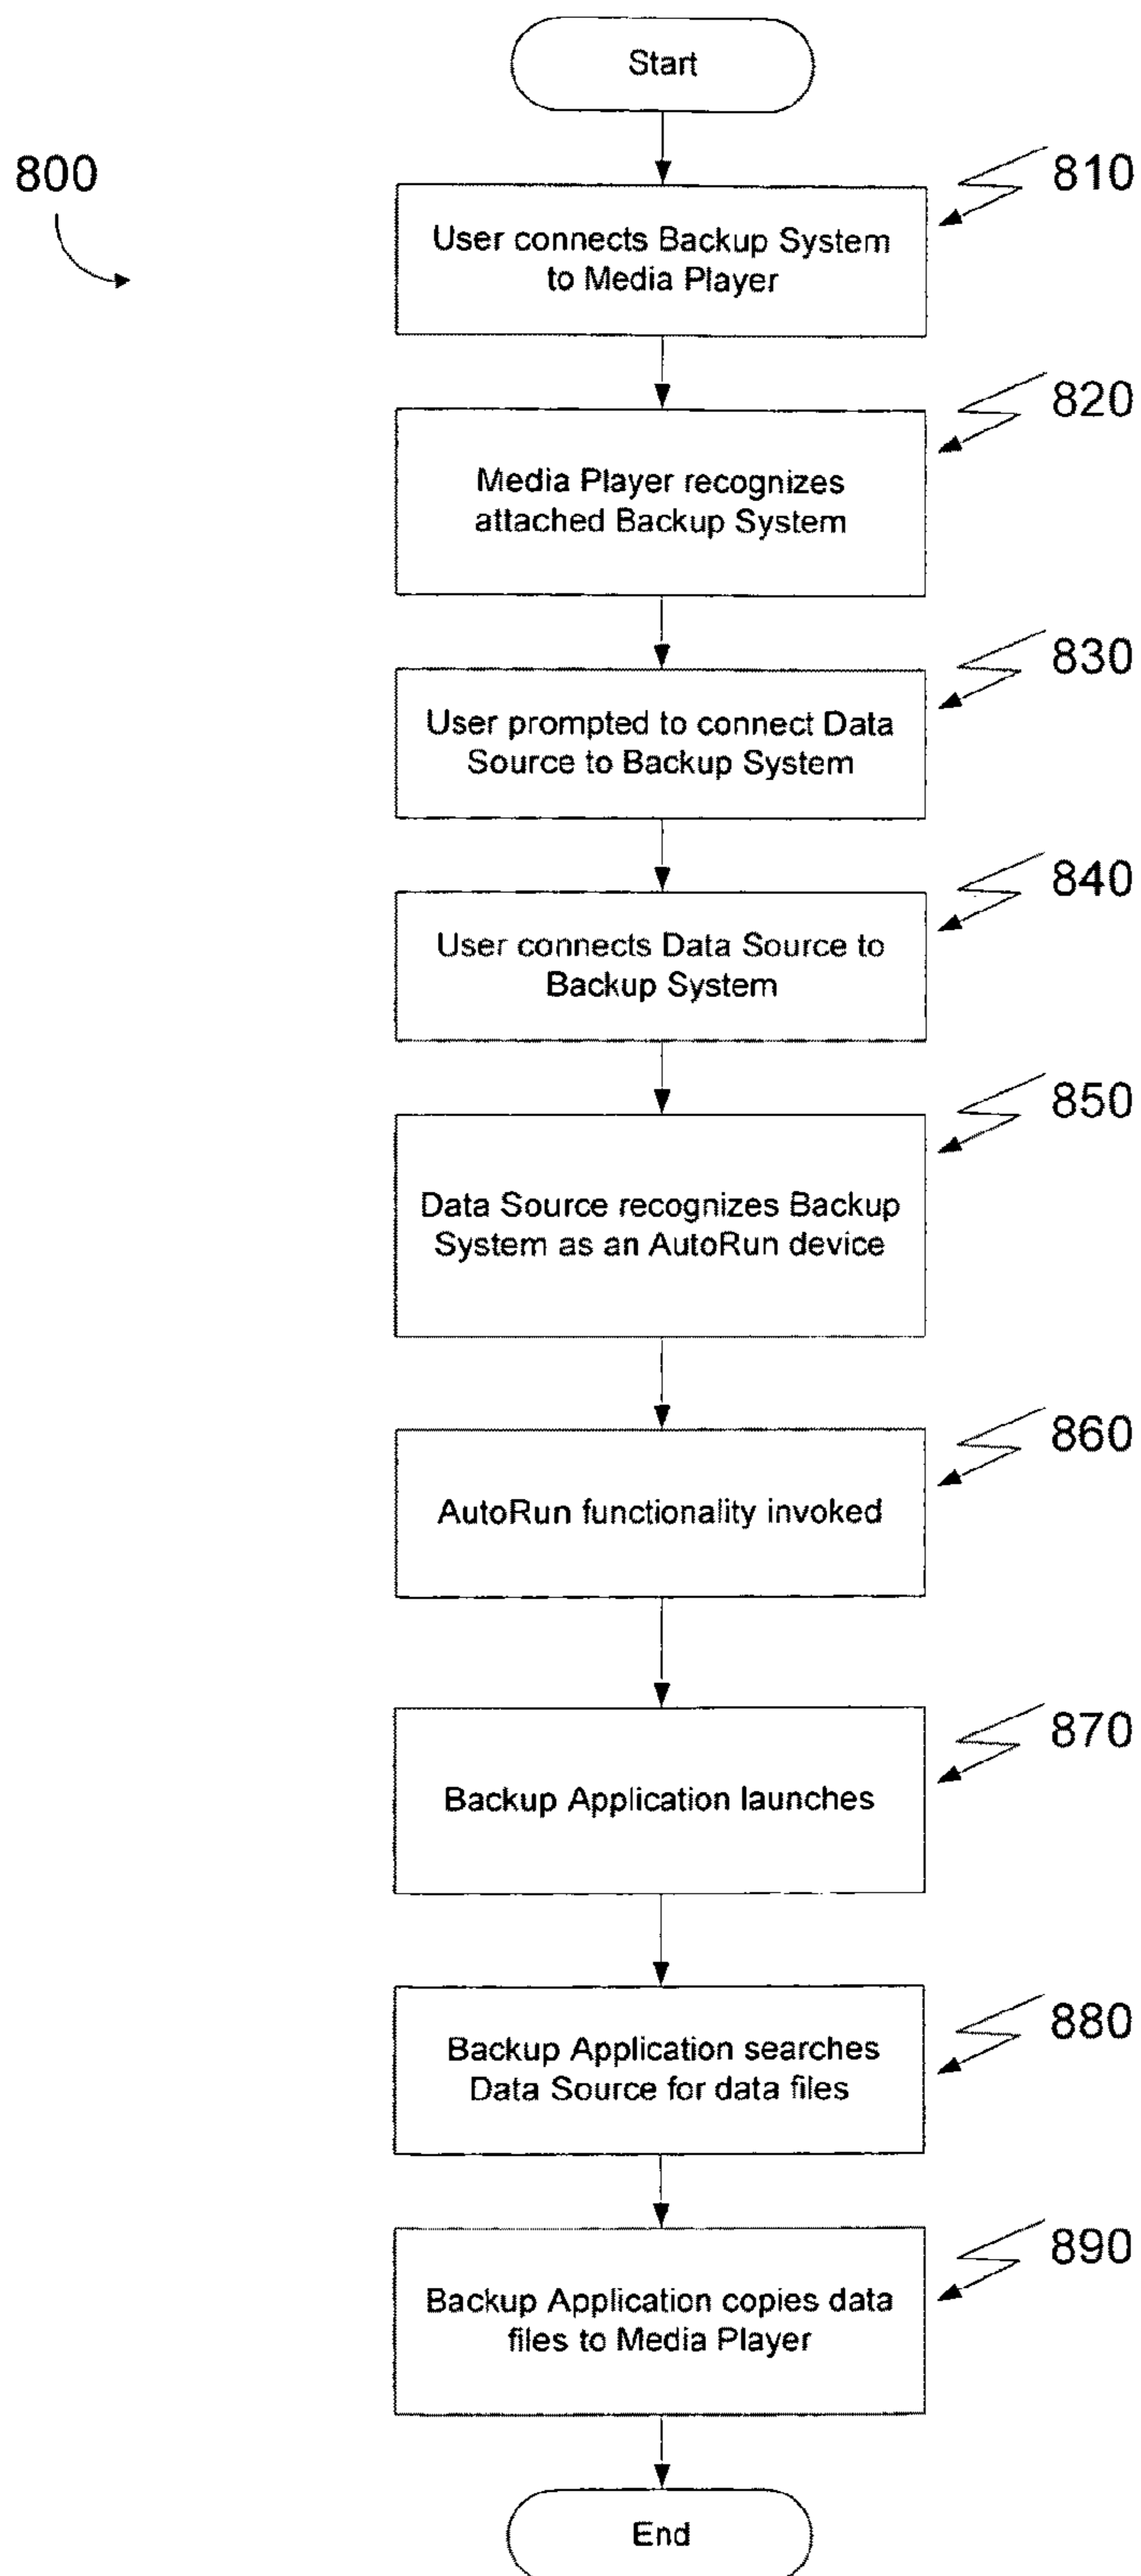 Start
800
810
User connects Backup System
to Media Player
820
Media Player recognizes
attached Backup System
830
User prompted to connect Data
Source to Backup System
840
User connects Data Source to
Backup System
850
Data Source recognizes Backup
System as an AutoRun device
860
AutoRun functionality invoked
870
Backup Application launches
880
Backup Application searches
Data Source for data files
890
Backup Application copies data
files to Media Player
End